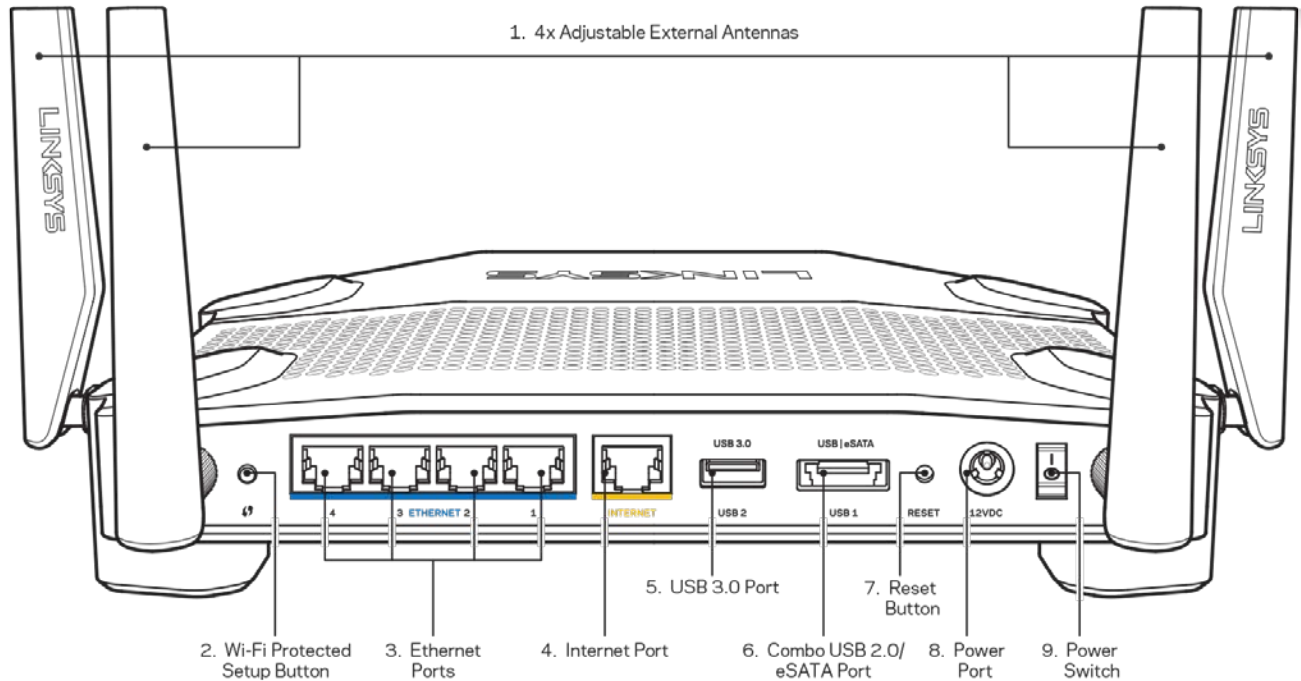 1. 4x Adjustable External Antennas
LINKSYS
LINKSYS
LINKSYS
USB 3.0
USB | eSATA
4
3 ETHERNET 2
1
INTERNET
USB 2
USB 1
RESET
12VDC
5. USB 3.0 Port
7. Reset
Button
2. Wi-Fi Protected
Setup Button
3. Ethernet
Ports
4. Internet Port
6. Combo USB 2.0/
eSATA Port
8. Power
Port
9. Power
Switch